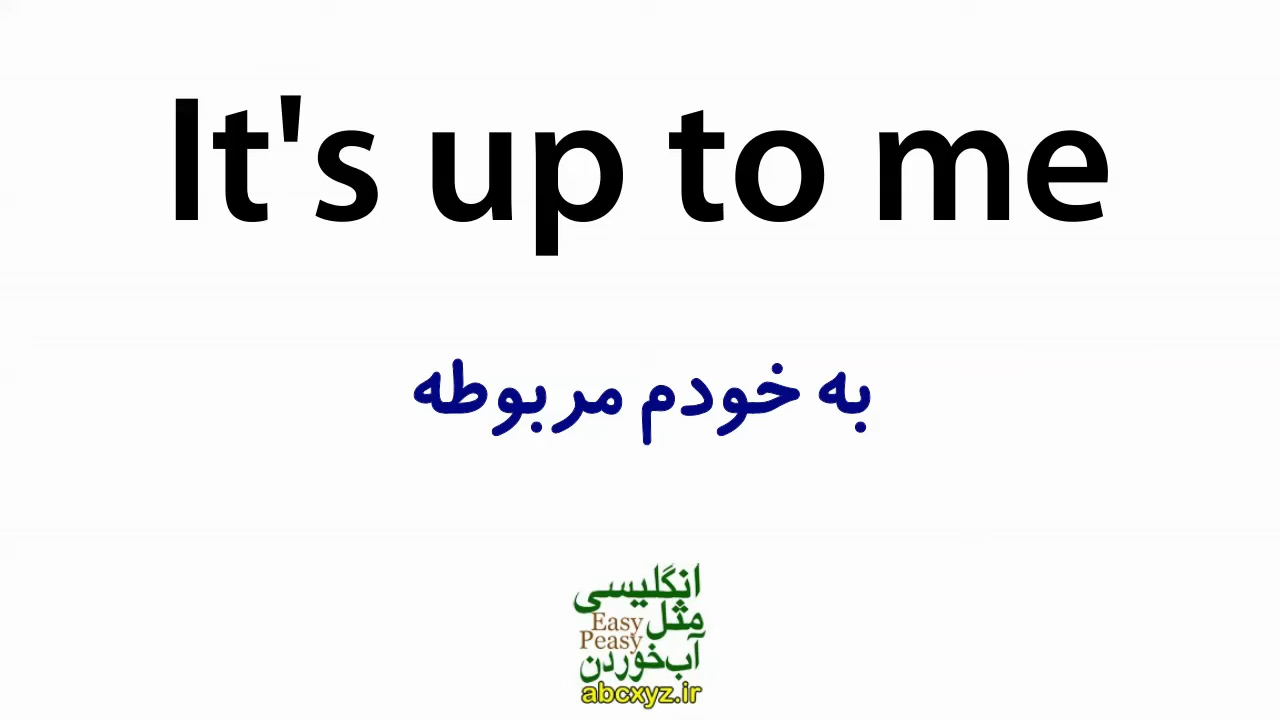 It's up to me
به خودم مربوطه
انگلیسی
مثل
Easy
Peasy
آب‌خوردن
abcxyz.ir